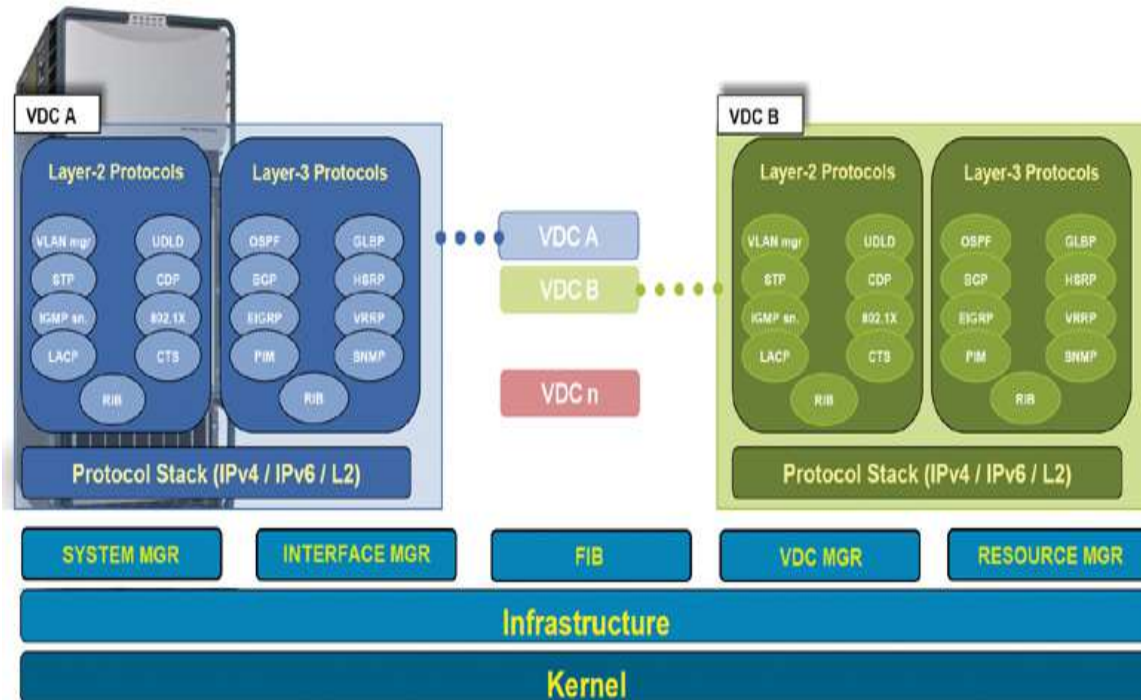 VDC A
Layer-2 Protocols
VLAN mgr
UDLD
STP
CDP
IGMP sn.
802.1X
LACP
CTS
RIB
Layer-3 Protocols
OSPF
GLBP
BGP
HSRP
EIGRP
VRRP
PIM
SNMP
RIB
Protocol Stack (IPv4 / IPv6 / L2)
VDC A
VDC B
VDC n
VDC B
Layer-2 Protocols
VLAN mgr
UDLD
STP
CDP
IGMP sn.
802.1X
LACP
CTS
RIB
Layer-3 Protocols
OSPF
GLBP
BGP
HSRP
EIGRP
VRRP
PIM
SNMP
RIB
Protocol Stack (IPv4 / IPv6 / L2)
SYSTEM MGR
INTERFACE MGR
FIB
VDC MGR
RESOURCE MGR
Infrastructure
Kernel